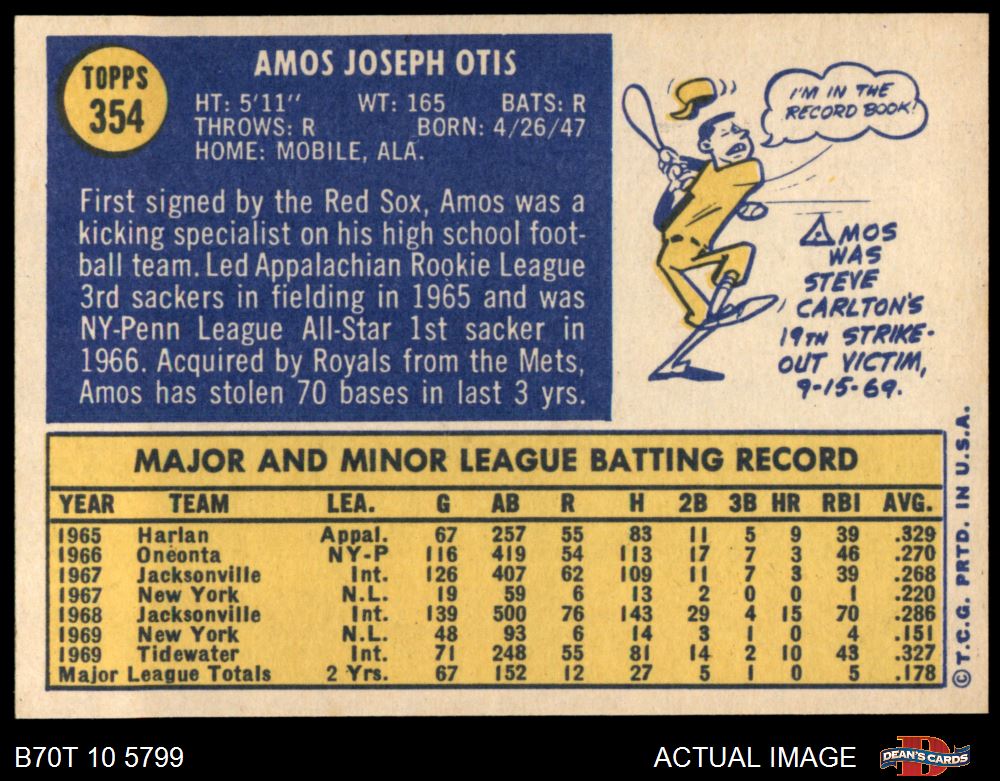 TOPPS
354
AMOS JOSEPH OTIS
HT: 5'11" WT: 165 BATS: R
THROWS: R BORN: 4/26/47
HOME: MOBILE, ALA.
First signed by the Red Sox, Amos was a
kicking specialist on his high school foot-
ball team. Led Appalachian Rookie League
3rd sackers in fielding in 1965 and was
NY-Penn League All-Star 1st sacker in
1966. Acquired by Royals from the Mets,
Amos has stolen 70 bases in last 3 yrs.
I'M IN THE
RECORD BOOK!
AMOS
WAS
STEVE
CARLTON'S
19TH STRIKE-
OUT VICTIM,
9-15-69.
MAJOR AND MINOR LEAGUE BATTING RECORD
YEAR TEAM LEA. G AB R H 2B 3B HR RBI AVG.
1965 Harlan Appal. 67 257 55 83 11 5 9 39 .329
1966 Oneonta NY-P 116 419 54 113 17 7 3 46 .270
1967 Jacksonville Int. 126 407 62 109 11 7 3 39 .268
1967 New York N.L. 19 59 6 13 2 0 0 1 .220
1968 Jacksonville Int. 139 500 76 143 29 4 15 70 .286
1969 New York N.L. 48 93 6 14 3 1 0 4 .151
1969 Tidewater Int. 71 248 55 81 14 2 10 43 .327
Major League Totals 2 Yrs. 67 152 12 27 5 1 0 5 .178
© T.C.G. PRTD. IN U.S.A.
B70T 10 5799
ACTUAL IMAGE
DEAN'S CARDS